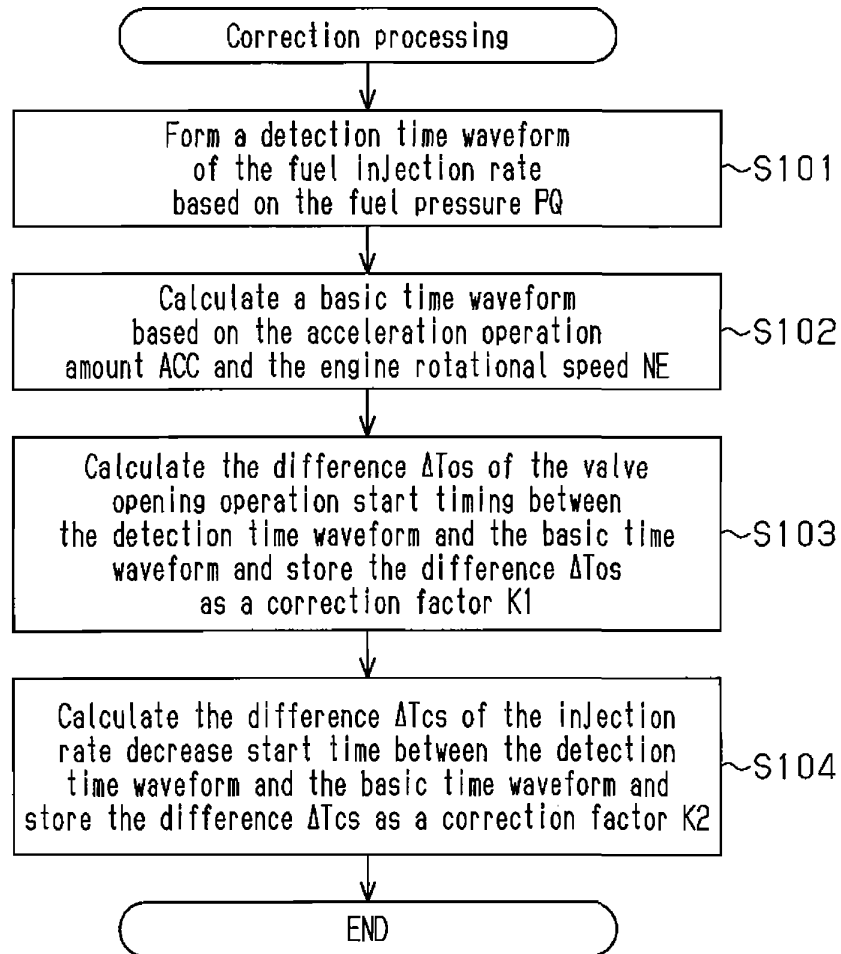 Correction processing
Form a detection time waveform
of the fuel injection rate
based on the fuel pressure PQ
S101
Calculate a basic time waveform
based on the acceleration operation
amount ACC and the engine rotational speed NE
S102
Calculate the difference ΔTos of the valve
opening operation start timing between
the detection time waveform and the basic time
waveform and store the difference ΔTos
as a correction factor K1
S103
Calculate the difference ΔTcs of the injection
rate decrease start time between the detection
time waveform and the basic time waveform and
store the difference ΔTcs as a correction factor K2
S104
END